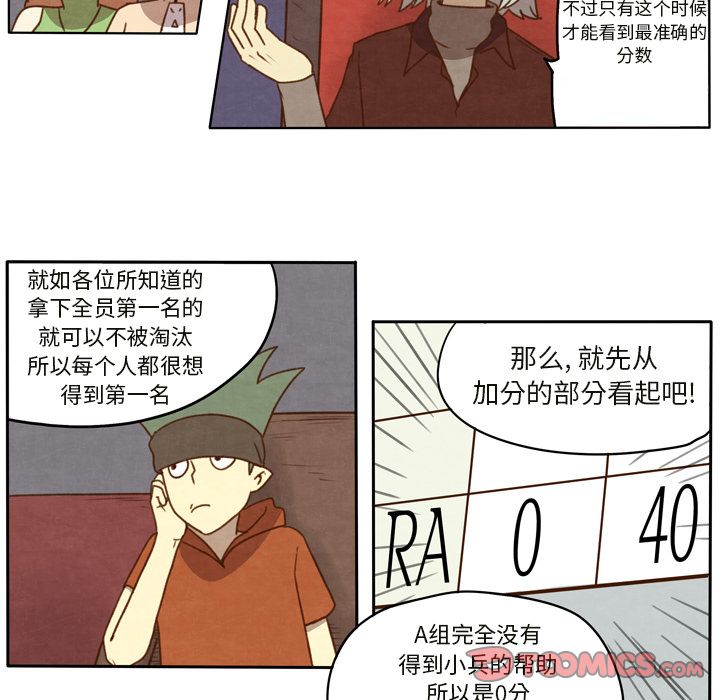 不过只有这个时候
才能看到最准确的
分数
就如各位所知道的
拿下全员第一名的
就可以不被淘汰
所以每个人都很想
得到第一名
那么, 就先从
加分的部分看起吧!
RA 0 40
A组完全没有
得到小兵的帮助
所以是0分
TOOMICS.com